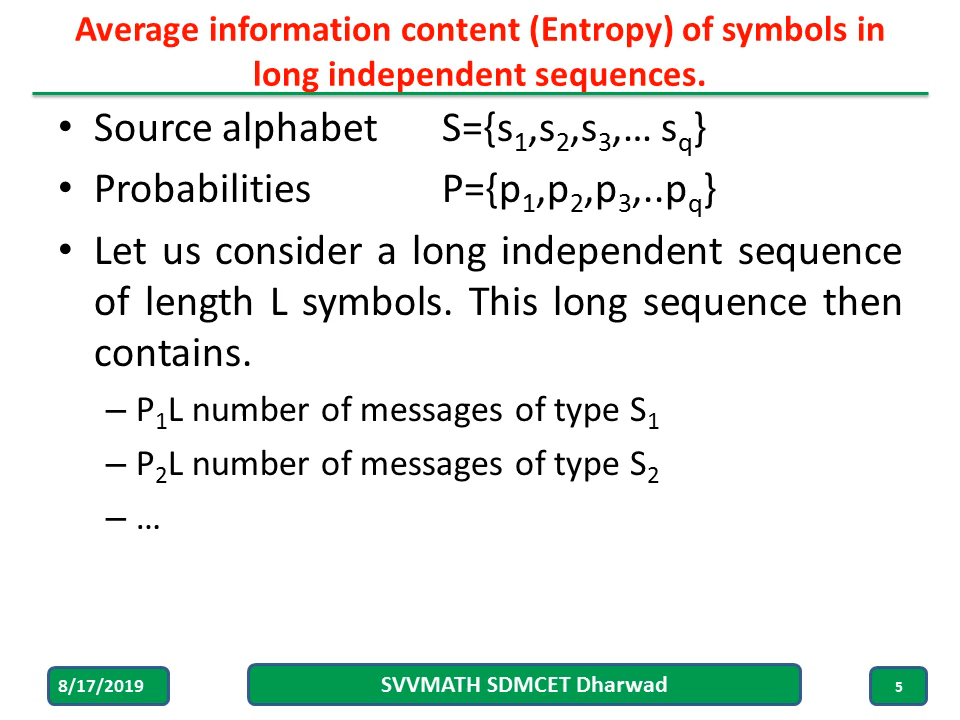 Average information content (Entropy) of symbols in
long independent sequences.
• Source alphabet S={s₁,s₂,s₃,… s_q}
• Probabilities P={p₁,p₂,p₃,..p_q}
• Let us consider a long independent sequence
of length L symbols. This long sequence then
contains.
– P₁L number of messages of type S₁
– P₂L number of messages of type S₂
– …
8/17/2019
SVVMATH SDMCET Dharwad
5